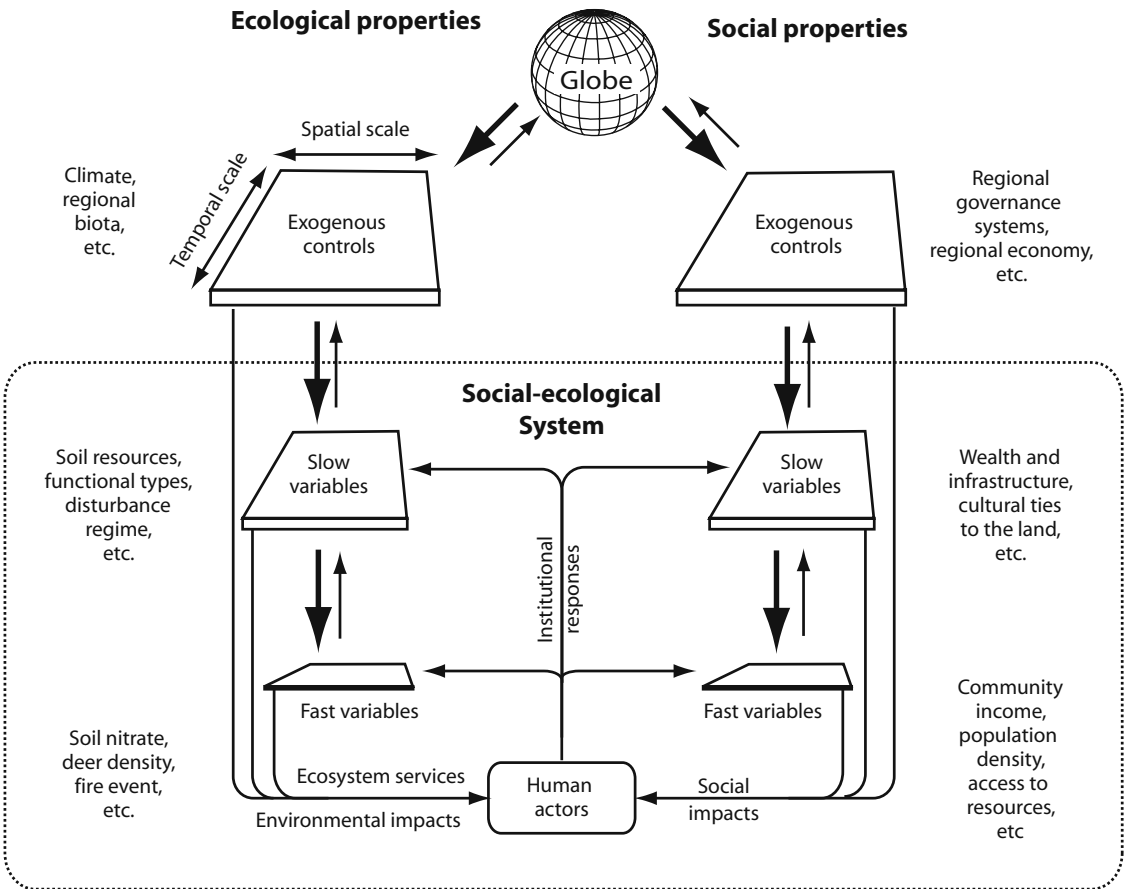 Ecological properties
Social properties
Globe
Spatial scale
Temporal scale
Climate,
regional
biota,
etc.
Exogenous
controls
Exogenous
controls
Regional
governance
systems,
regional economy,
etc.
Social-ecological
System
Soil resources,
functional types,
disturbance
regime,
etc.
Slow
variables
Slow
variables
Wealth and
infrastructure,
cultural ties
to the land,
etc.
Institutional
responses
Fast variables
Fast variables
Soil nitrate,
deer density,
fire event,
etc.
Ecosystem services
Environmental impacts
Human
actors
Social
impacts
Community
income,
population
density,
access to
resources,
etc